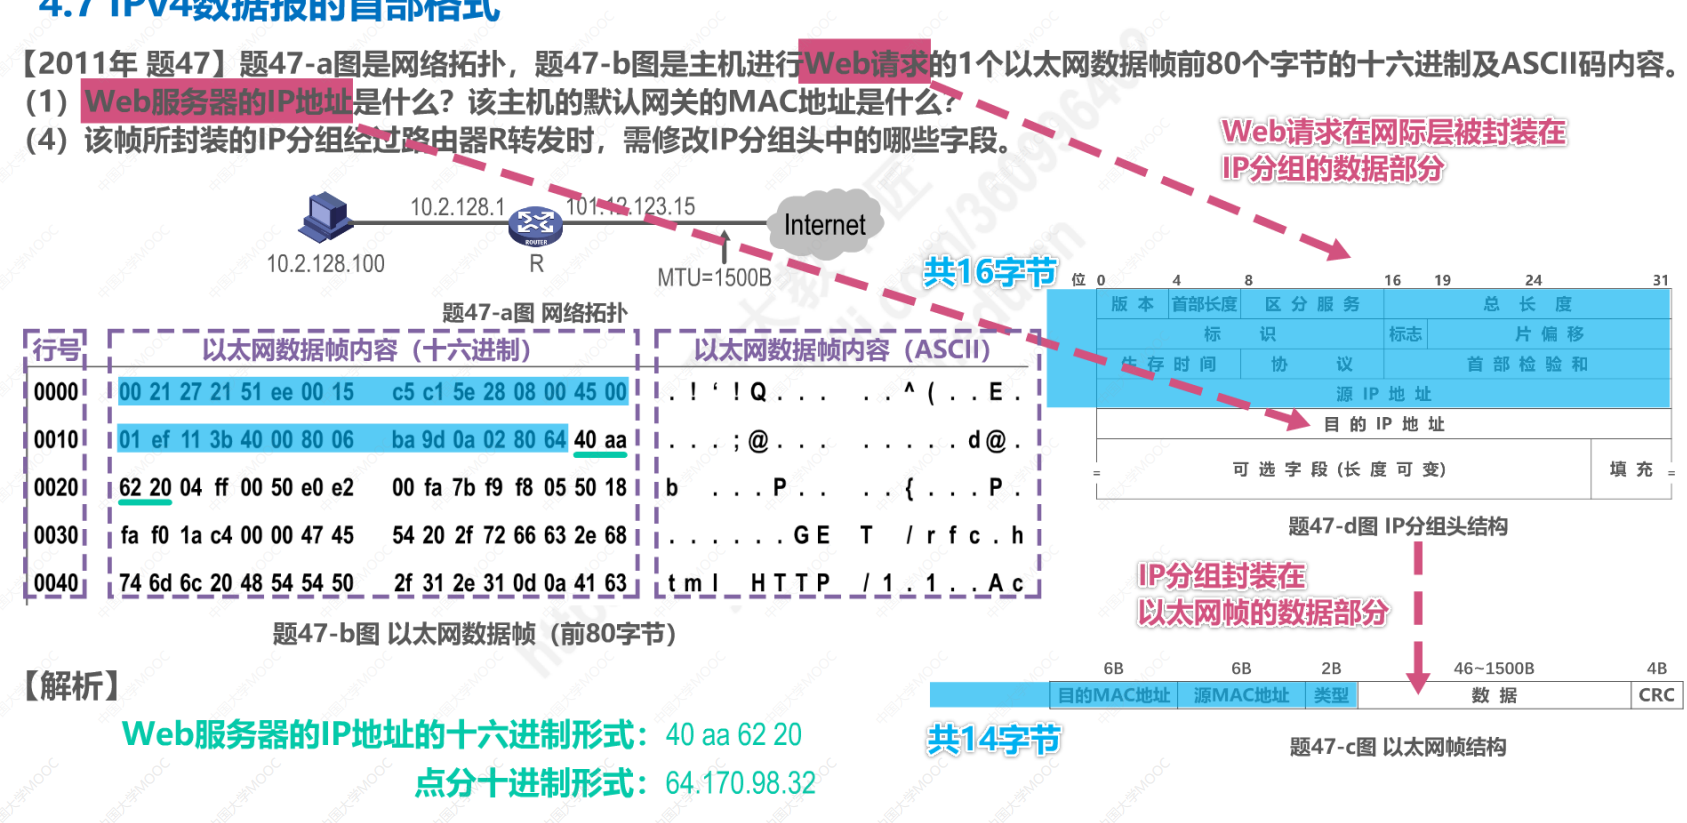 4.7 IPv4数据报的首部格式
【2011年 题47】题47-a图是网络拓扑，题47-b图是主机进行Web请求的1个以太网数据帧前80个字节的十六进制及ASCII码内容。
（1）Web服务器的IP地址是什么？该主机的默认网关的MAC地址是什么？
（4）该帧所封装的IP分组经过路由器R转发时，需修改IP分组头中的哪些字段。
Web请求在网际层被封装在
IP分组的数据部分
10.2.128.1 101.12.123.15
Internet
ROUTER
10.2.128.100 R MTU=1500B
题47-a图 网络拓扑
共16字节
位 0 4 8 16 19 24 31
版 本 首部长度 区 分 服 务 总 长 度
标 识 标志 片 偏 移
生 存 时 间 协 议 首 部 检 验 和
源 IP 地 址
目 的 IP 地 址
可 选 字 段 (长 度 可 变) 填 充
题47-d图 IP分组头结构
行号 以太网数据帧内容（十六进制） 以太网数据帧内容（ASCII）
0000 00 21 27 21 51 ee 00 15 c5 c1 5e 28 08 00 45 00 . ! ‘ ! Q . . . . . ^ ( . . E .
0010 01 ef 11 3b 40 00 80 06 ba 9d 0a 02 80 64 40 aa . . . ; @ . . . . . . . . d @ .
0020 62 20 04 ff 00 50 e0 e2 00 fa 7b f9 f8 05 50 18 b . . . P . . . . { . . . P .
0030 fa f0 1a c4 00 00 47 45 54 20 2f 72 66 63 2e 68 . . . . . . G E T / r f c . h
0040 74 6d 6c 20 48 54 54 50 2f 31 2e 31 0d 0a 41 63 t m l H T T P / 1 . 1 . . A c
题47-b图 以太网数据帧（前80字节）
IP分组封装在
以太网帧的数据部分
6B 6B 2B 46~1500B 4B
目的MAC地址 源MAC地址 类型 数 据 CRC
共14字节
题47-c图 以太网帧结构
【解析】
Web服务器的IP地址的十六进制形式： 40 aa 62 20
点分十进制形式： 64.170.98.32